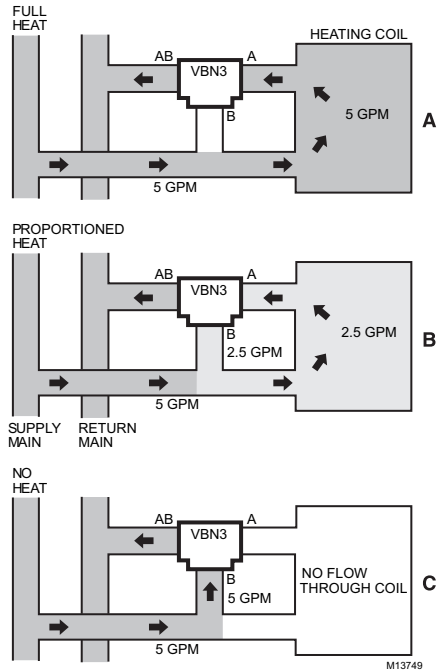 FULL
HEAT
HEATING COIL
AB
A
VBN3
B
5 GPM
A
5 GPM
PROPORTIONED
HEAT
AB
A
VBN3
B
2.5 GPM
2.5 GPM
B
5 GPM
SUPPLY
MAIN
RETURN
MAIN
NO
HEAT
AB
A
VBN3
B
5 GPM
NO FLOW
THROUGH COIL
C
5 GPM
M13749